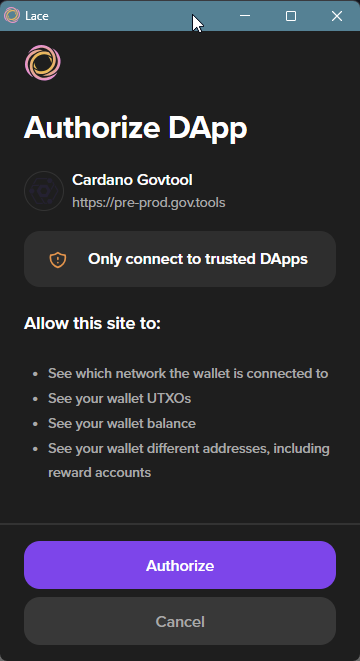 Lace
Authorize DApp
Cardano Govtool
https://pre-prod.gov.tools
Only connect to trusted DApps
Allow this site to:
• See which network the wallet is connected to
• See your wallet UTXOs
• See your wallet balance
• See your wallet different addresses, including
reward accounts
Authorize
Cancel